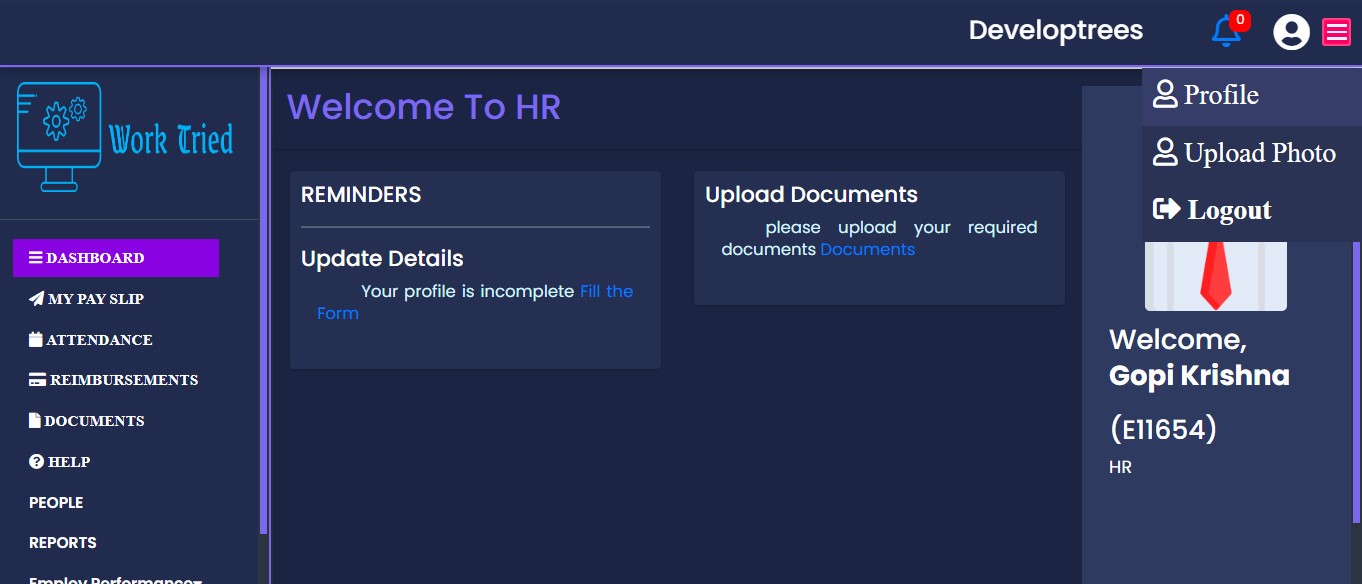 Developtrees
0
Work Tried
DASHBOARD
MY PAY SLIP
ATTENDANCE
REIMBURSEMENTS
DOCUMENTS
HELP
PEOPLE
REPORTS
Employ Performance
Welcome To HR
REMINDERS
Update Details
Your profile is incomplete Fill the
Form
Upload Documents
please upload your required
documents Documents
Profile
Upload Photo
Logout
Welcome,
Gopi Krishna
(E11654)
HR